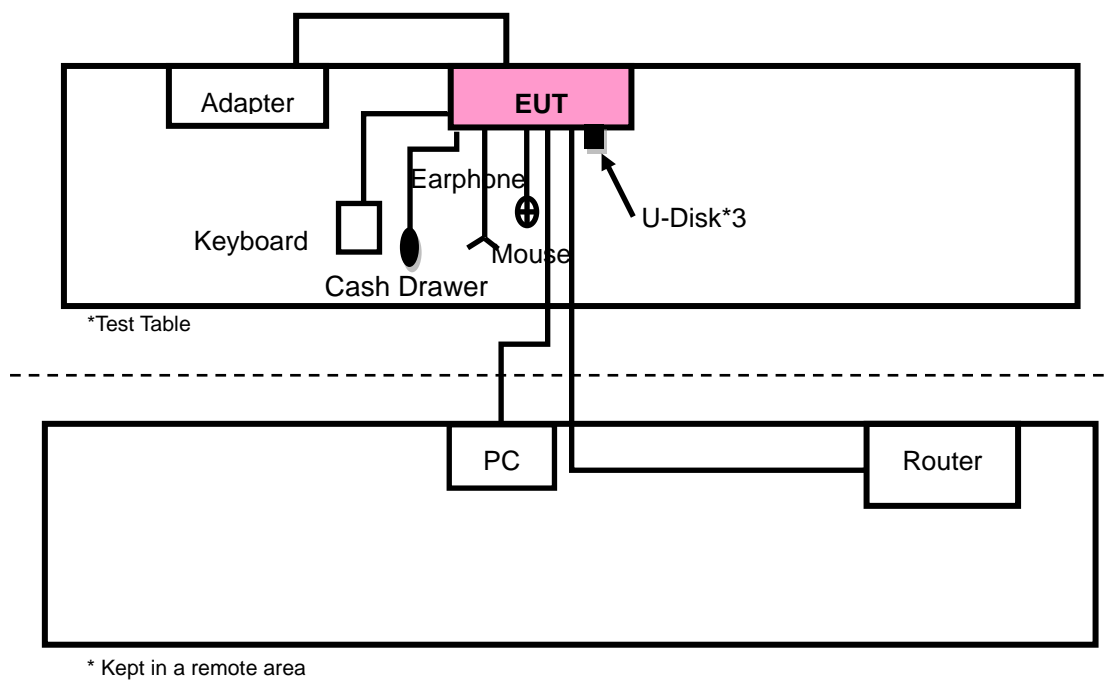 Adapter
EUT
Earphone
U-Disk*3
Keyboard
Mouse
Cash Drawer
*Test Table
PC
Router
* Kept in a remote area